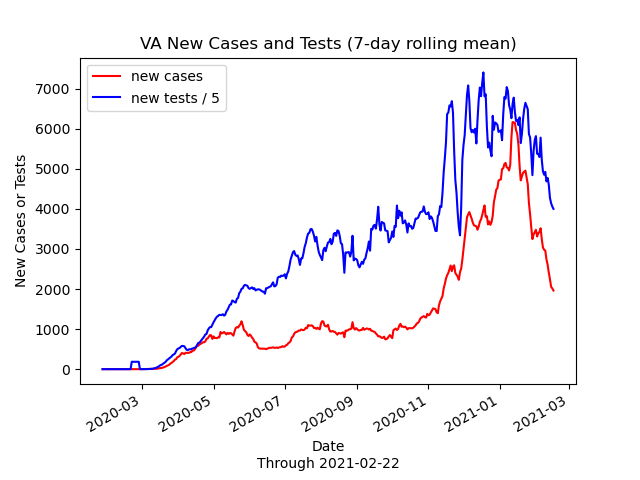 VA New Cases and Tests (7-day rolling mean)
new cases
new tests / 5
New Cases or Tests
7000
6000
5000
4000
3000
2000
1000
0
2020-03
2020-05
2020-07
2020-09
2020-11
2021-01
2021-03
Date
Through 2021-02-22